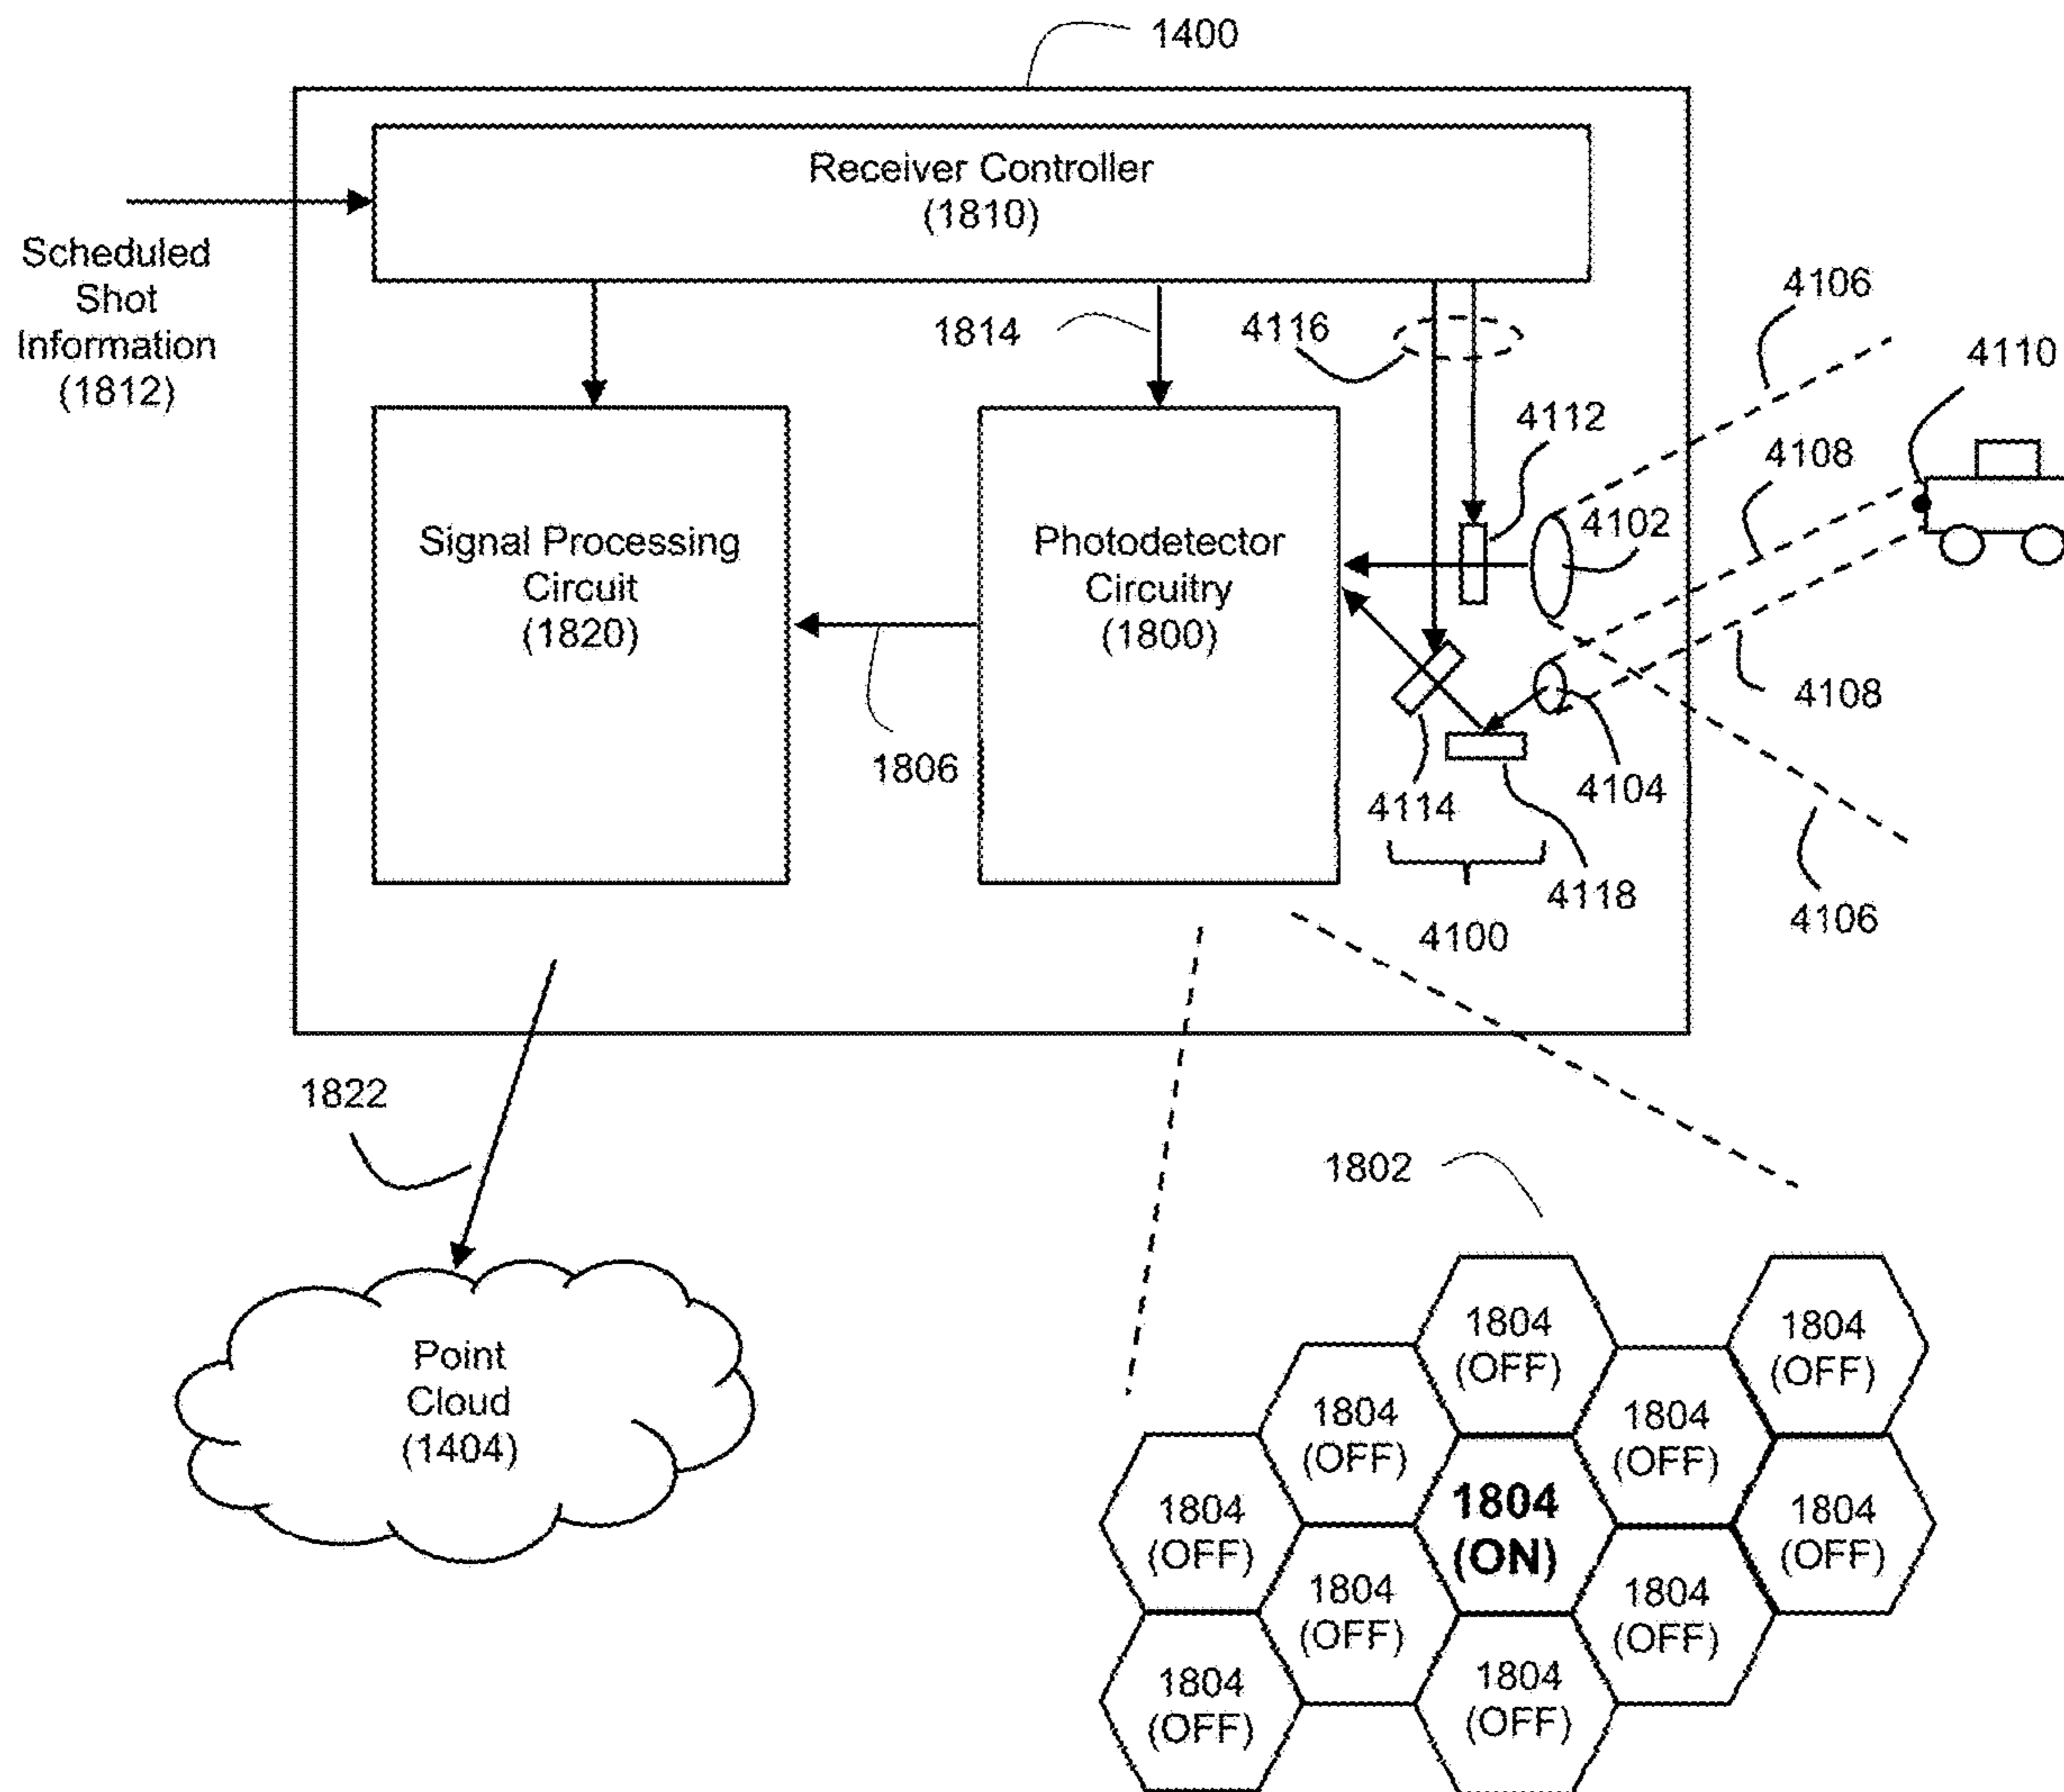 1400
Receiver Controller
(1810)
Scheduled
Shot
Information
(1812)
1814
4116
4106
4110
4112
4108
4102
Signal Processing
Circuit
(1820)
Photodetector
Circuitry
(1800)
4108
1806
4114
4104
4118
4106
4100
1822
1802
Point
Cloud
(1404)
1804
(OFF)
1804
(OFF)
1804
(OFF)
1804
(OFF)
1804
(OFF)
1804
(ON)
1804
(OFF)
1804
(OFF)
1804
(OFF)
1804
(OFF)
1804
(OFF)